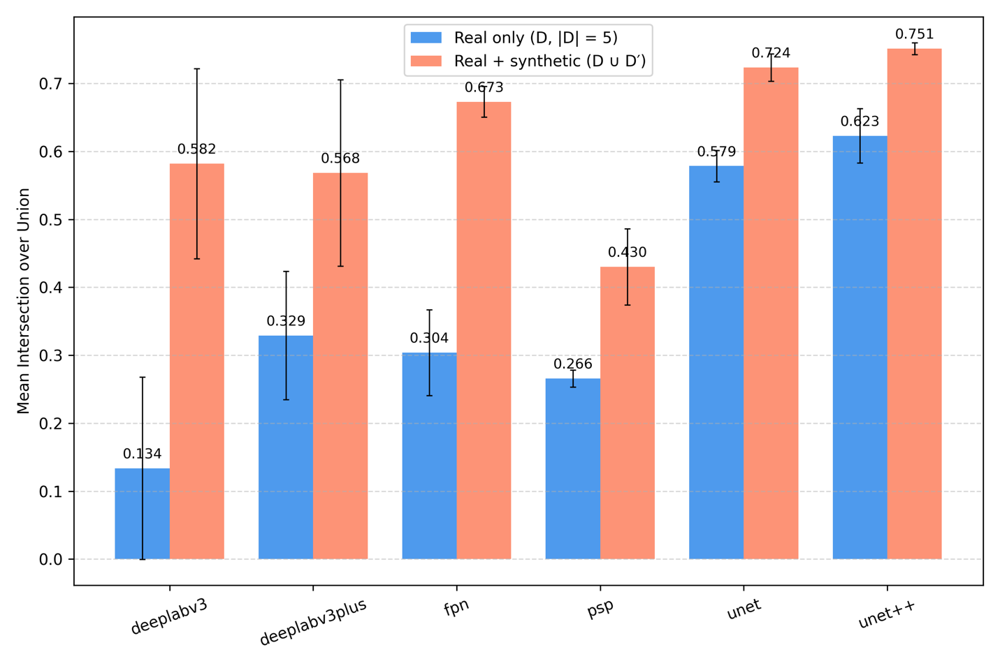 Real only (D, |D| = 5)
Real + synthetic (D ∪ D′)
Mean Intersection over Union
0.7
0.6
0.5
0.4
0.3
0.2
0.1
0.0
0.134
0.582
0.329
0.568
0.304
0.673
0.266
0.430
0.579
0.724
0.623
0.751
deeplabv3
deeplabv3plus
fpn
psp
unet
unet++